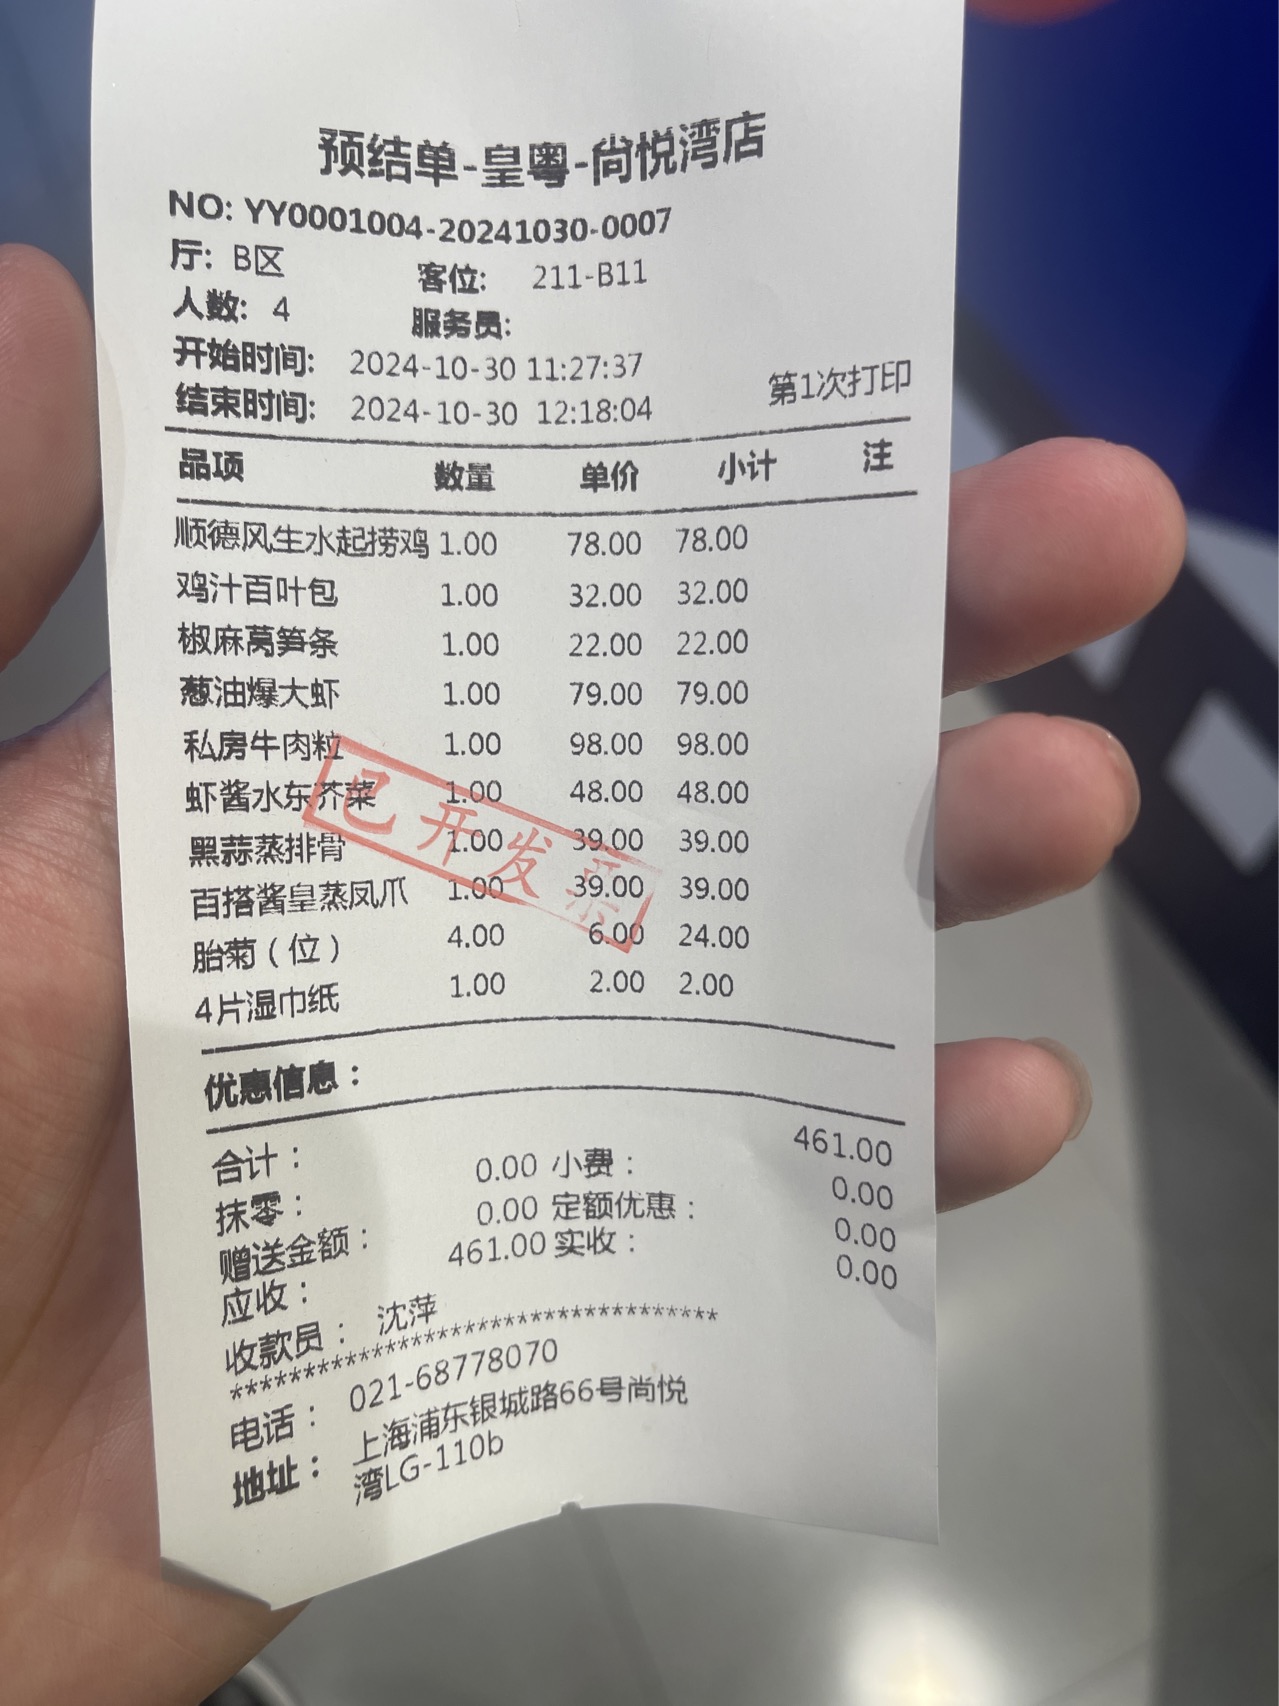 预结单-皇粤-尚悦湾店
NO: YY0001004-20241030-0007
厅: B区 客位: 211-B11
人数: 4 服务员:
开始时间: 2024-10-30 11:27:37
结束时间: 2024-10-30 12:18:04 第1次打印
品项 数量 单价 小计 注
顺德风生水起捞鸡 1.00 78.00 78.00
鸡汁百叶包 1.00 32.00 32.00
椒麻莴笋条 1.00 22.00 22.00
葱油爆大虾 1.00 79.00 79.00
私房牛肉粒 1.00 98.00 98.00
虾酱水东芥菜 1.00 48.00 48.00
黑蒜蒸排骨 1.00 39.00 39.00
百搭酱皇蒸凤爪 1.00 39.00 39.00
胎菊（位） 4.00 6.00 24.00
4片湿巾纸 1.00 2.00 2.00
已开发票
优惠信息：
合计： 461.00
抹零： 0.00 小费： 0.00
赠送金额： 0.00 定额优惠： 0.00
应收： 461.00 实收： 0.00
收款员： 沈萍
***********************************
电话： 021-68778070
地址： 上海浦东银城路66号尚悦
湾LG-110b